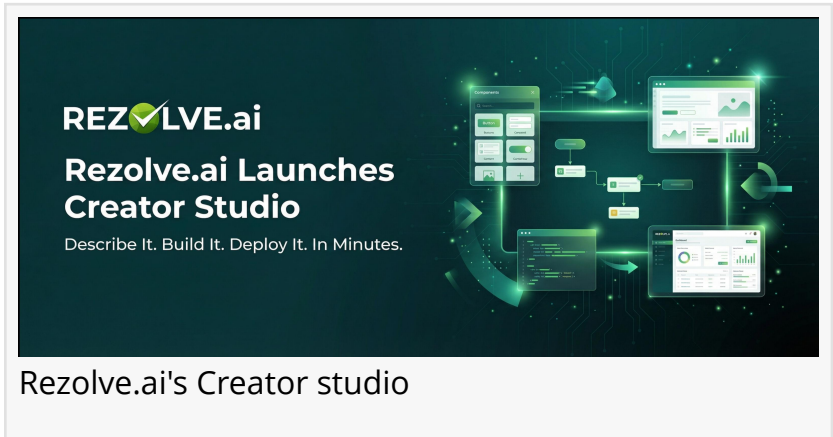 REZOLVE.ai
Rezolve.ai Launches
Creator Studio
Describe It. Build It. Deploy It. In Minutes.
Components
Rezolve.ai's Creator studio